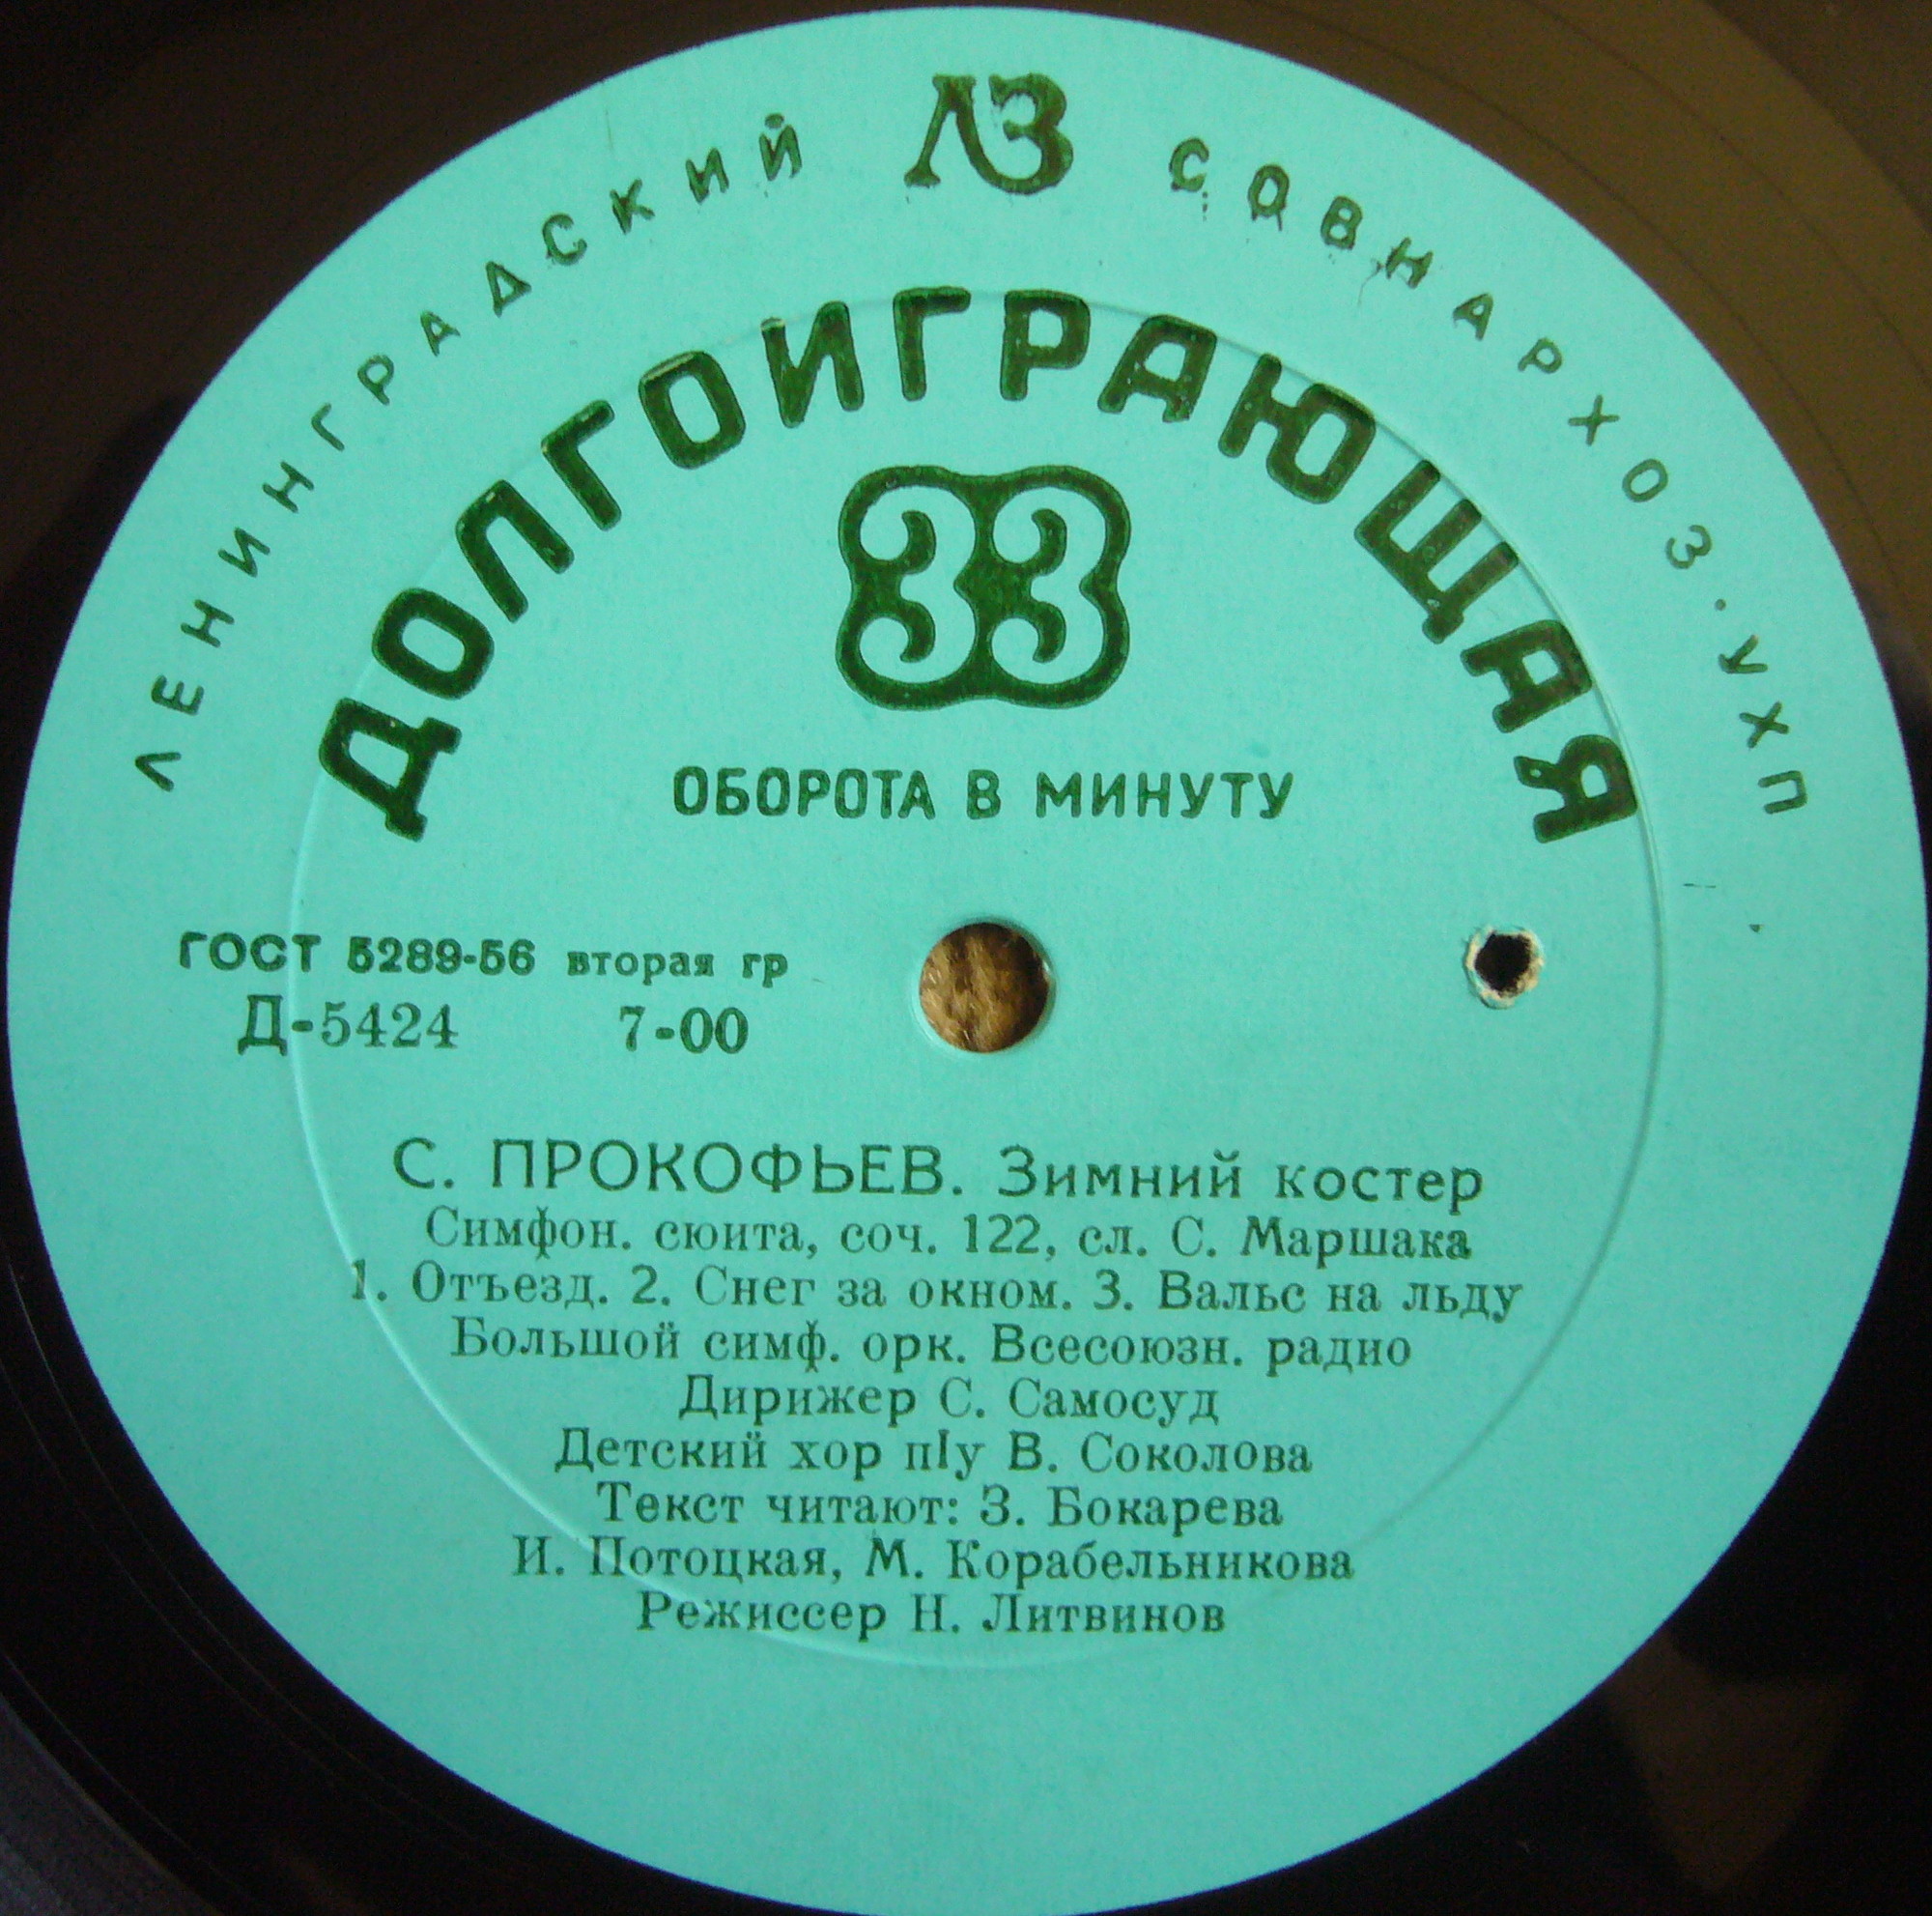 ЛЕНИНГРАДСКИЙ ЛЗ СОВНАРХОЗ·УХП
ДОЛГОИГРАЮЩАЯ
33
ОБОРОТА В МИНУТУ
ГОСТ 5289-56 вторая гр
Д-5424 7-00
С. ПРОКОФЬЕВ. Зимний костер
Симфон. сюита, соч. 122, сл. С. Маршака
1. Отъезд. 2. Снег за окном. 3. Вальс на льду
Большой симф. орк. Всесоюзн. радио
Дирижер С. Самосуд
Детский хор п/у В. Соколова
Текст читают: З. Бокарева
И. Потоцкая, М. Корабельникова
Режиссер Н. Литвинов